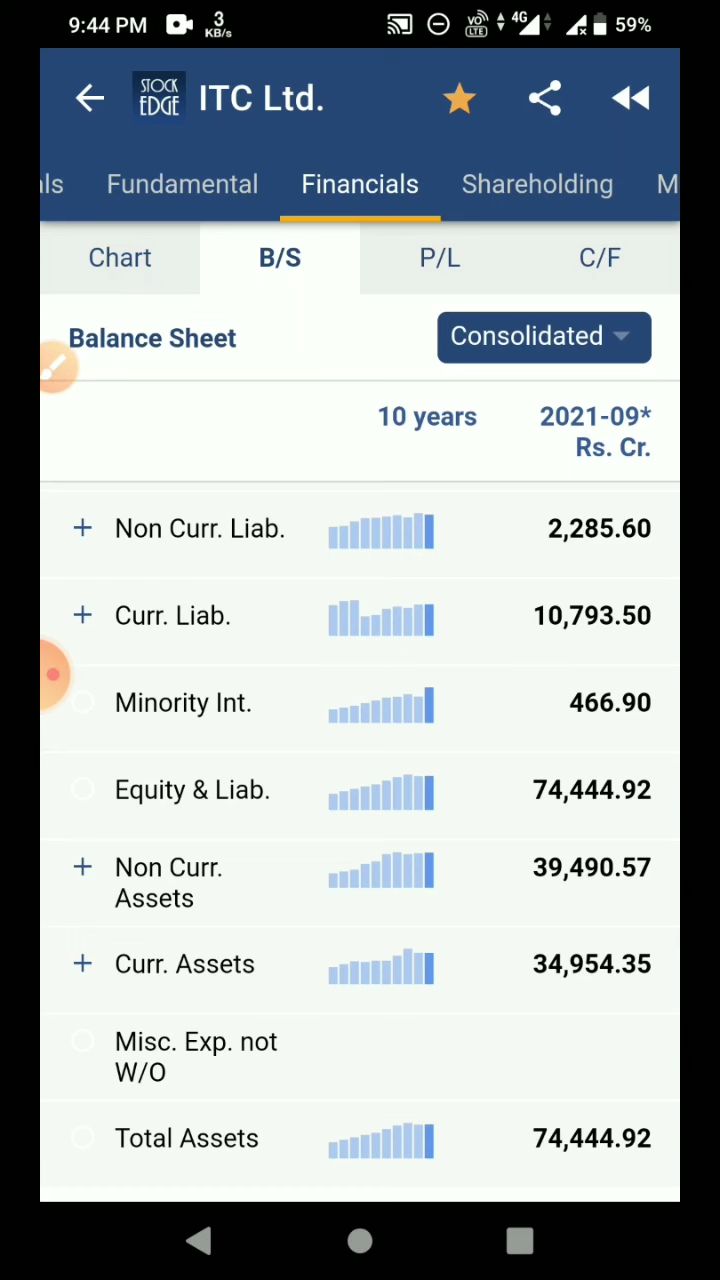 9:44 PM 3 KB/s VO LTE 4G 59%
STOCK EDGE ITC Ltd.
ls Fundamental Financials Shareholding M
Chart B/S P/L C/F
Balance Sheet Consolidated
10 years 2021-09*
Rs. Cr.
+ Non Curr. Liab. 2,285.60
+ Curr. Liab. 10,793.50
Minority Int. 466.90
Equity & Liab. 74,444.92
+ Non Curr. 39,490.57
Assets
+ Curr. Assets 34,954.35
Misc. Exp. not
W/O
Total Assets 74,444.92